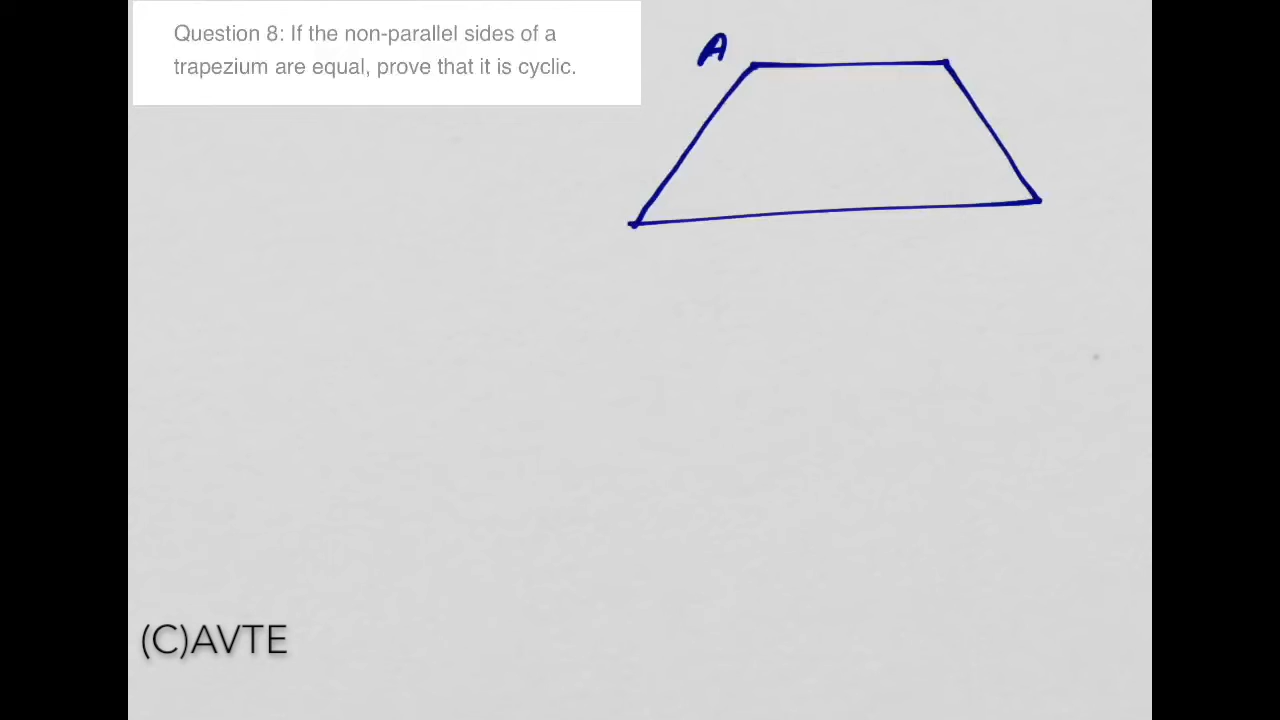 Question 8: If the non-parallel sides of a
trapezium are equal, prove that it is cyclic.
A
(C)AVTE